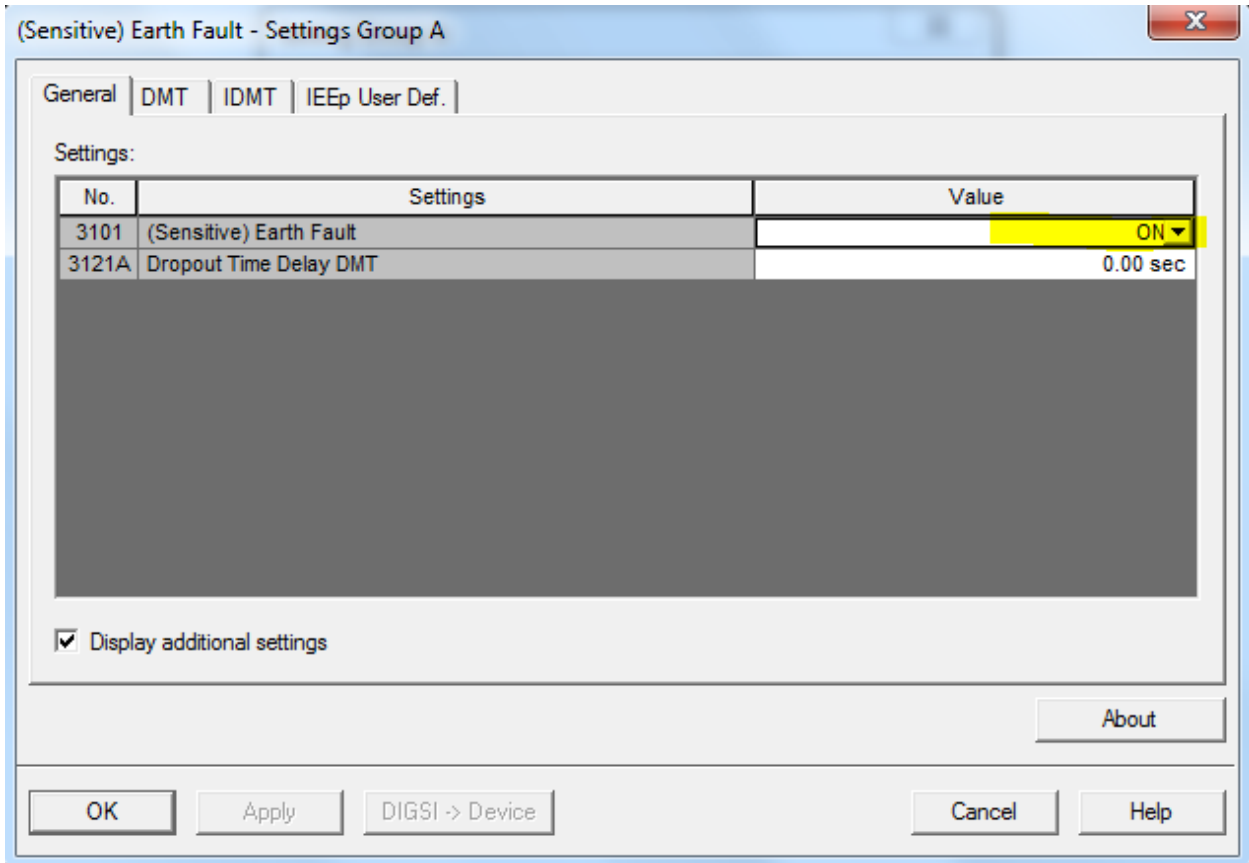 (Sensitive) Earth Fault - Settings Group A
General DMT IDMT IEEp User Def.
Settings:
No. Settings Value
3101 (Sensitive) Earth Fault ON
3121A Dropout Time Delay DMT 0.00 sec
Display additional settings
About
OK Apply DIGSI -> Device Cancel Help